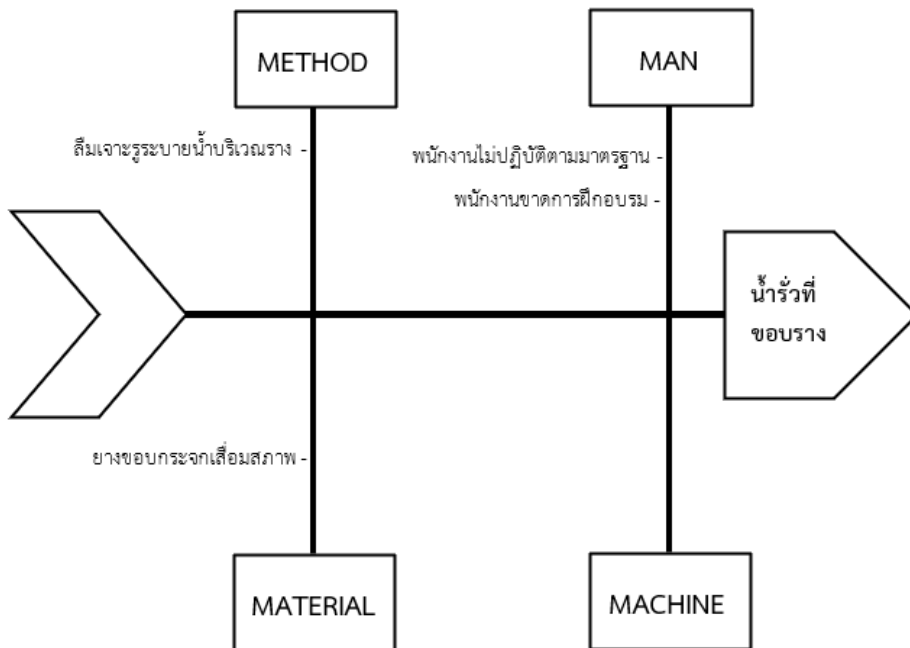 METHOD
MAN
ลืมเจาะรูระบายน้ำบริเวณราง -
พนักงานไม่ปฏิบัติตามมาตรฐาน -
พนักงานขาดการฝึกอบรม -
น้ำรั่วที่
ขอบราง
ยางขอบกระจกเสื่อมสภาพ -
MATERIAL
MACHINE